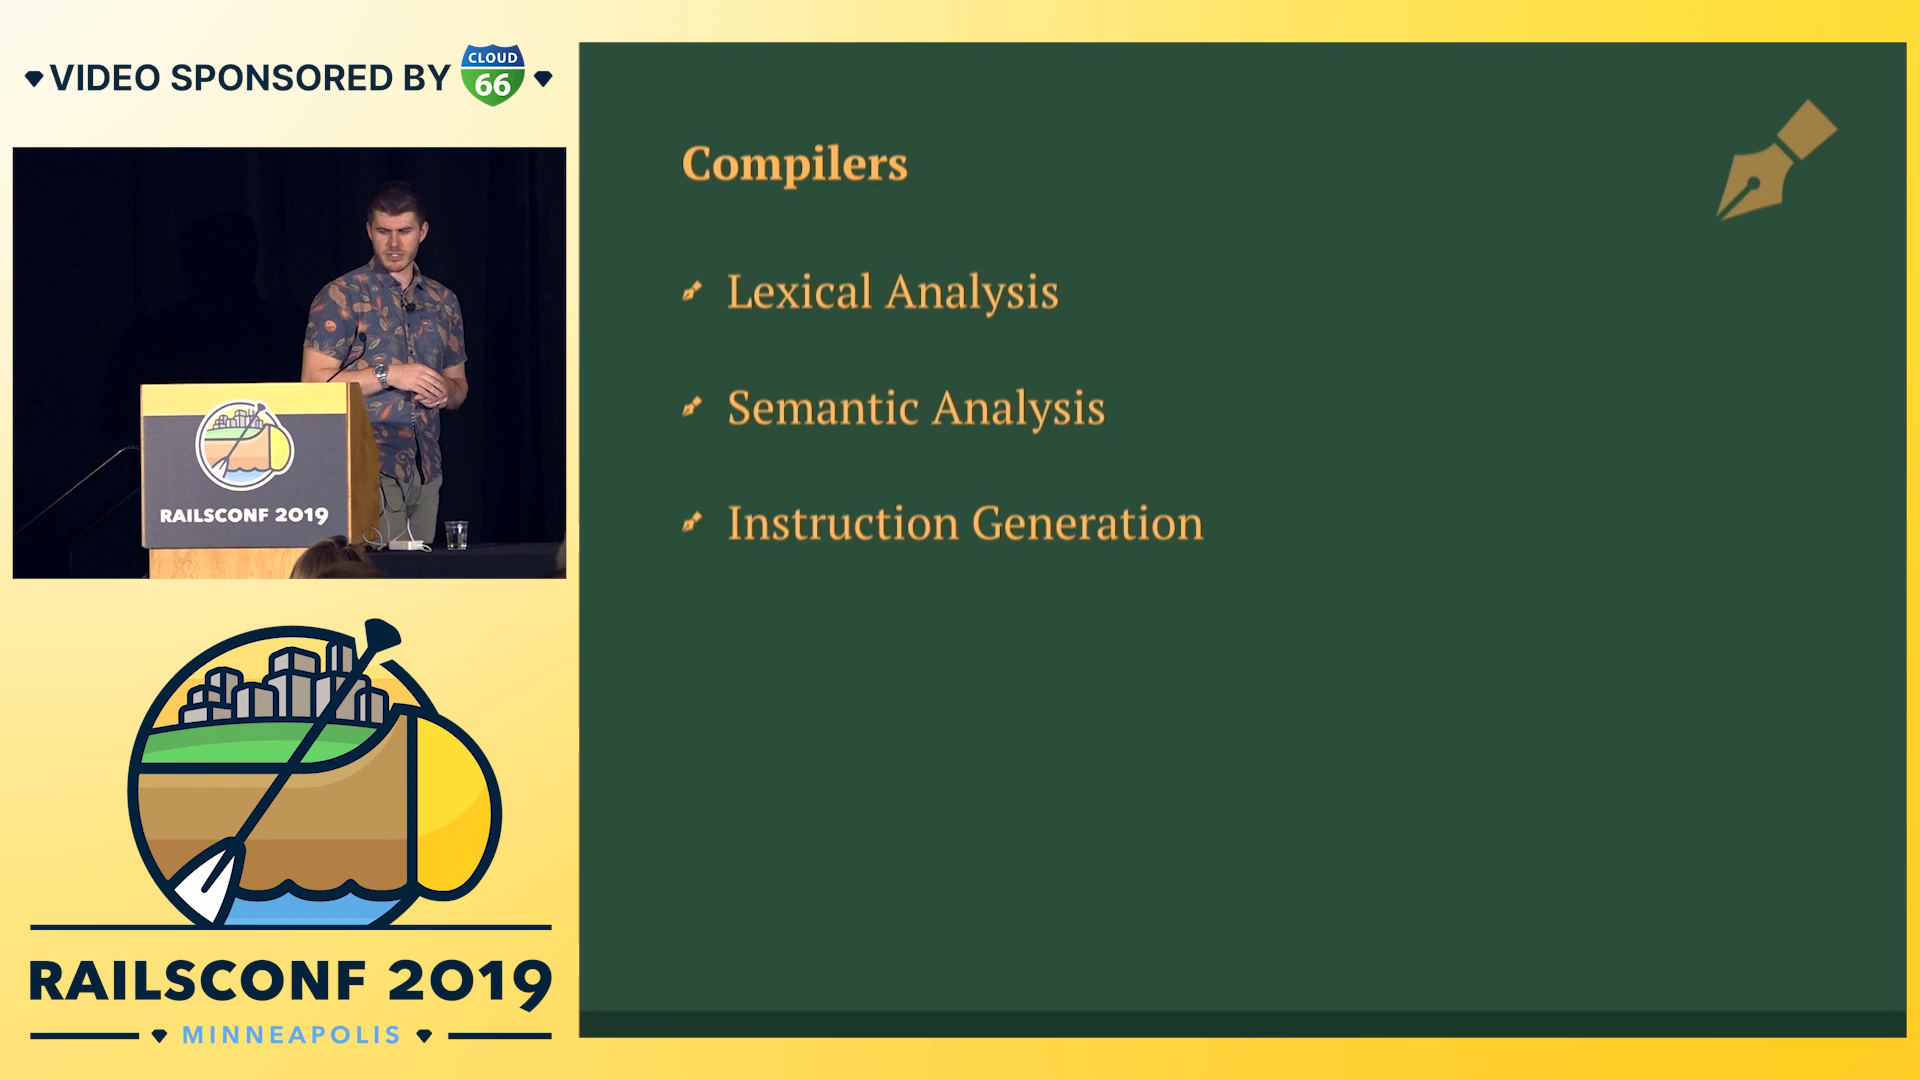 VIDEO SPONSORED BY CLOUD 66
RAILSCONF 2019
RAILSCONF 2019
MINNEAPOLIS
Compilers
Lexical Analysis
Semantic Analysis
Instruction Generation